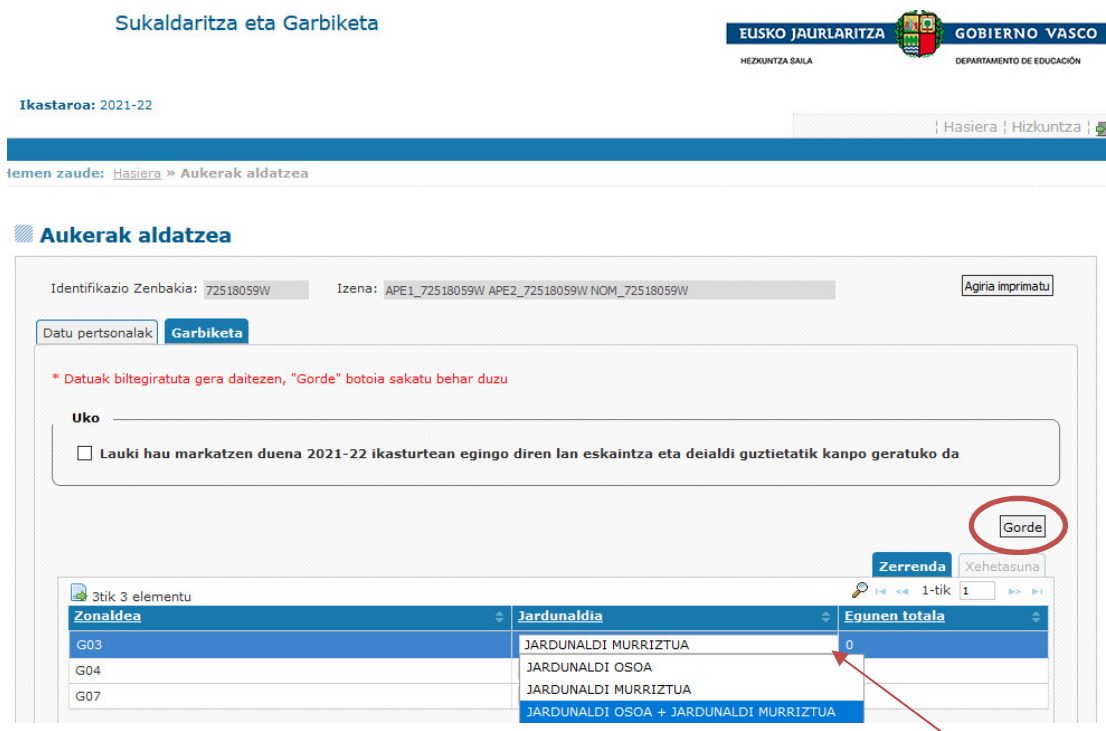 Sukaldaritza eta Garbiketa
EUSKO JAURLARITZA GOBIERNO VASCO
HEZKUNTZA SAILA DEPARTAMENTO DE EDUCACIÓN
Ikastaroa: 2021-22
¦ Hasiera ¦ Hizkuntza ¦
Hemen zaude: Hasiera » Aukerak aldatzea
Aukerak aldatzea
Identifikazio Zenbakia: 72518059W Izena: APE1_72518059W APE2_72518059W NOM_72518059W Agiria imprimatu
Datu pertsonalak Garbiketa
* Datuak biltegiratuta gera daitezen, "Gorde" botoia sakatu behar duzu
Uko
Lauki hau markatzen duena 2021-22 ikasturtean egingo diren lan eskaintza eta deialdi guztietatik kanpo geratuko da
Gorde
Zerrenda Xehetasuna
3tik 3 elementu 1-tik 1
Zonaldea Jardunaldia Egunen totala
G03 JARDUNALDI MURRIZTUA 0
G04 JARDUNALDI OSOA
JARDUNALDI MURRIZTUA
G07
JARDUNALDI OSOA + JARDUNALDI MURRIZTUA